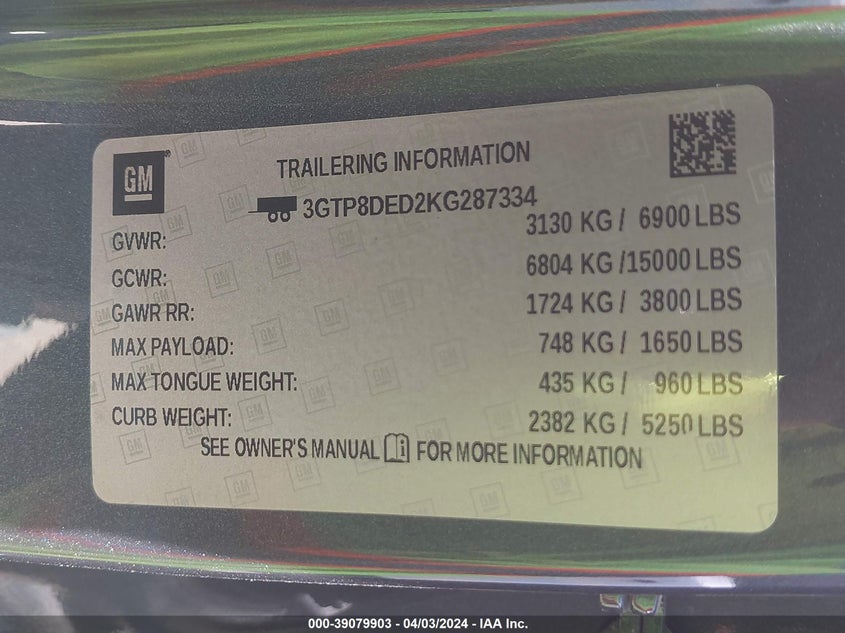 GM
TRAILERING INFORMATION
3GTP8DED2KG287334
GVWR: 3130 KG / 6900 LBS
GCWR: 6804 KG /15000 LBS
GAWR RR: 1724 KG / 3800 LBS
MAX PAYLOAD: 748 KG / 1650 LBS
MAX TONGUE WEIGHT: 435 KG / 960 LBS
CURB WEIGHT: 2382 KG / 5250 LBS
SEE OWNER'S MANUAL FOR MORE INFORMATION
000-39079903 - 04/03/2024 - IAA Inc.